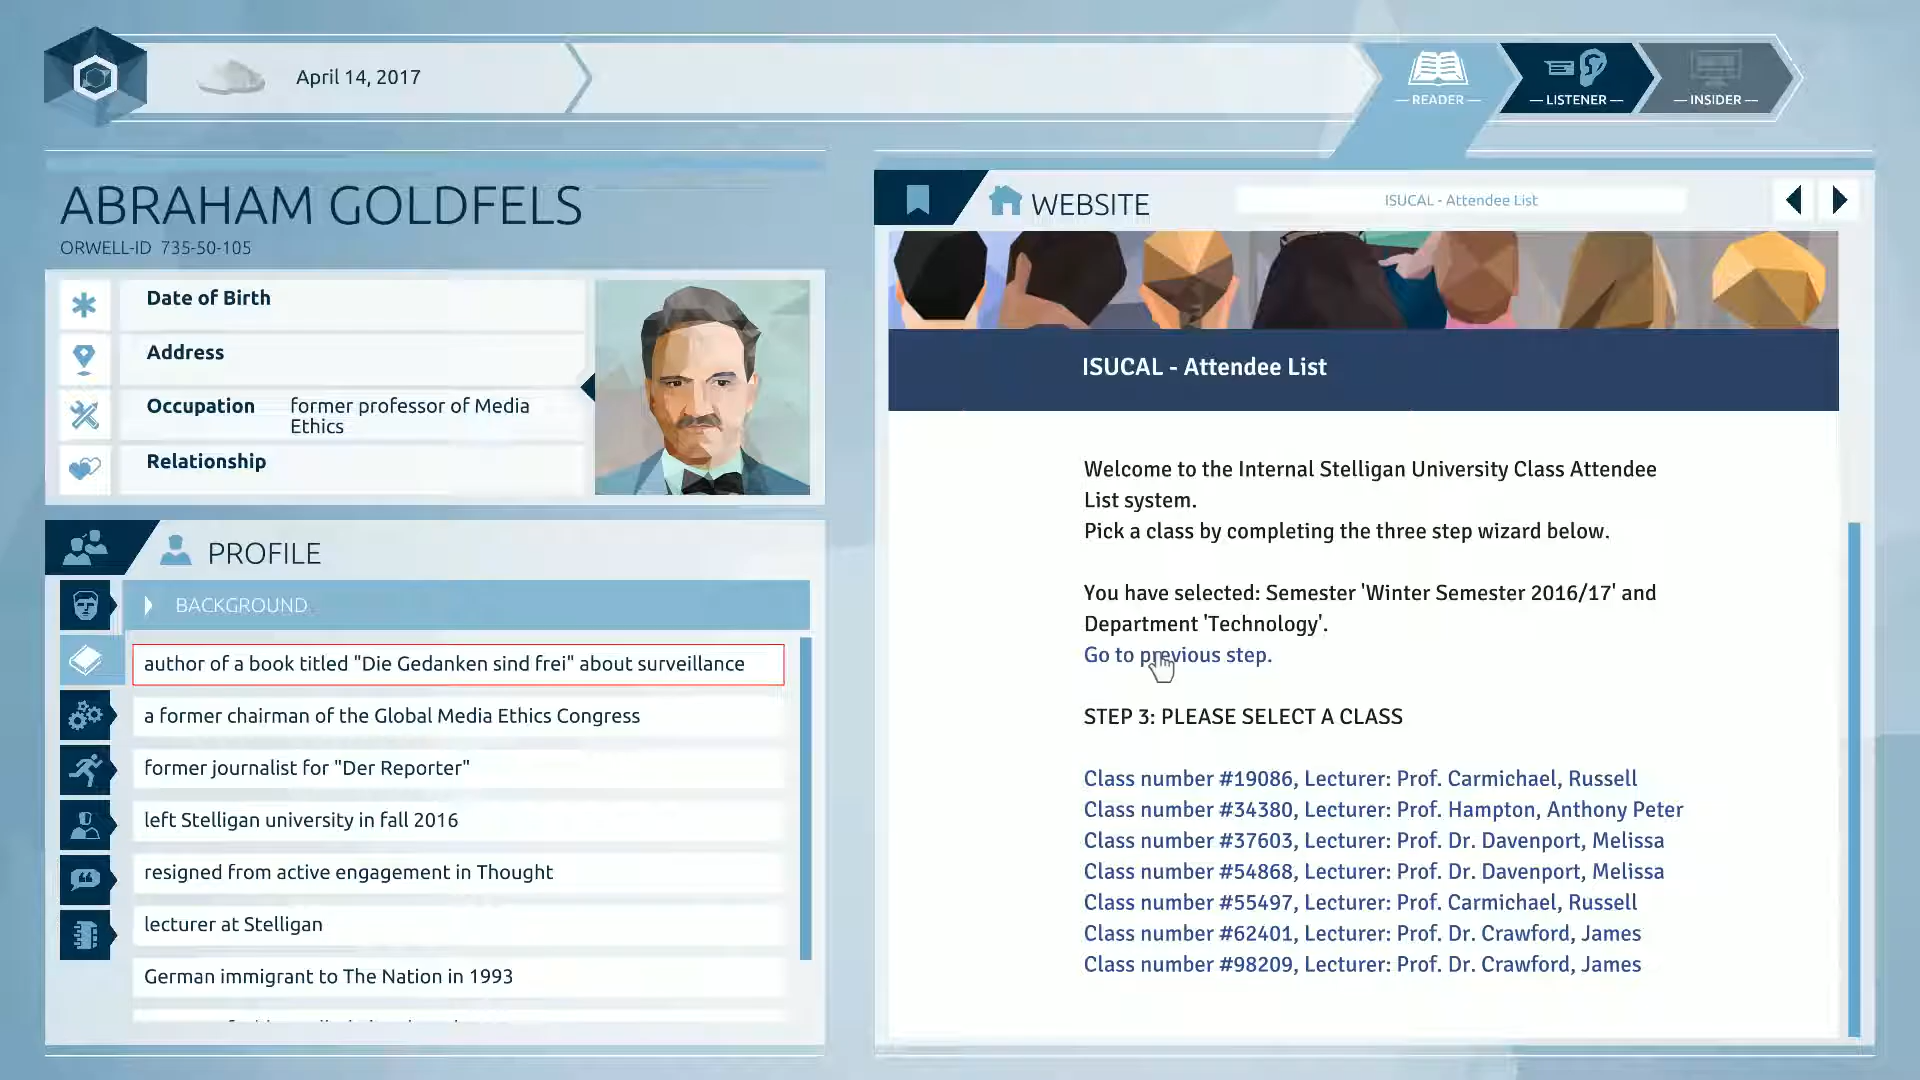 April 14, 2017
READER
LISTENER
INSIDER
ABRAHAM GOLDFELS
ORWELL-ID 735-50-105
Date of Birth
Address
Occupation former professor of Media
Ethics
Relationship
PROFILE
BACKGROUND
author of a book titled "Die Gedanken sind frei" about surveillance
a former chairman of the Global Media Ethics Congress
former journalist for "Der Reporter"
left Stelligan university in fall 2016
resigned from active engagement in Thought
lecturer at Stelligan
German immigrant to The Nation in 1993
WEBSITE
ISUCAL - Attendee List
ISUCAL - Attendee List
Welcome to the Internal Stelligan University Class Attendee
List system.
Pick a class by completing the three step wizard below.
You have selected: Semester 'Winter Semester 2016/17' and
Department 'Technology'.
Go to previous step.
STEP 3: PLEASE SELECT A CLASS
Class number #19086, Lecturer: Prof. Carmichael, Russell
Class number #34380, Lecturer: Prof. Hampton, Anthony Peter
Class number #37603, Lecturer: Prof. Dr. Davenport, Melissa
Class number #54868, Lecturer: Prof. Dr. Davenport, Melissa
Class number #55497, Lecturer: Prof. Carmichael, Russell
Class number #62401, Lecturer: Prof. Dr. Crawford, James
Class number #98209, Lecturer: Prof. Dr. Crawford, James